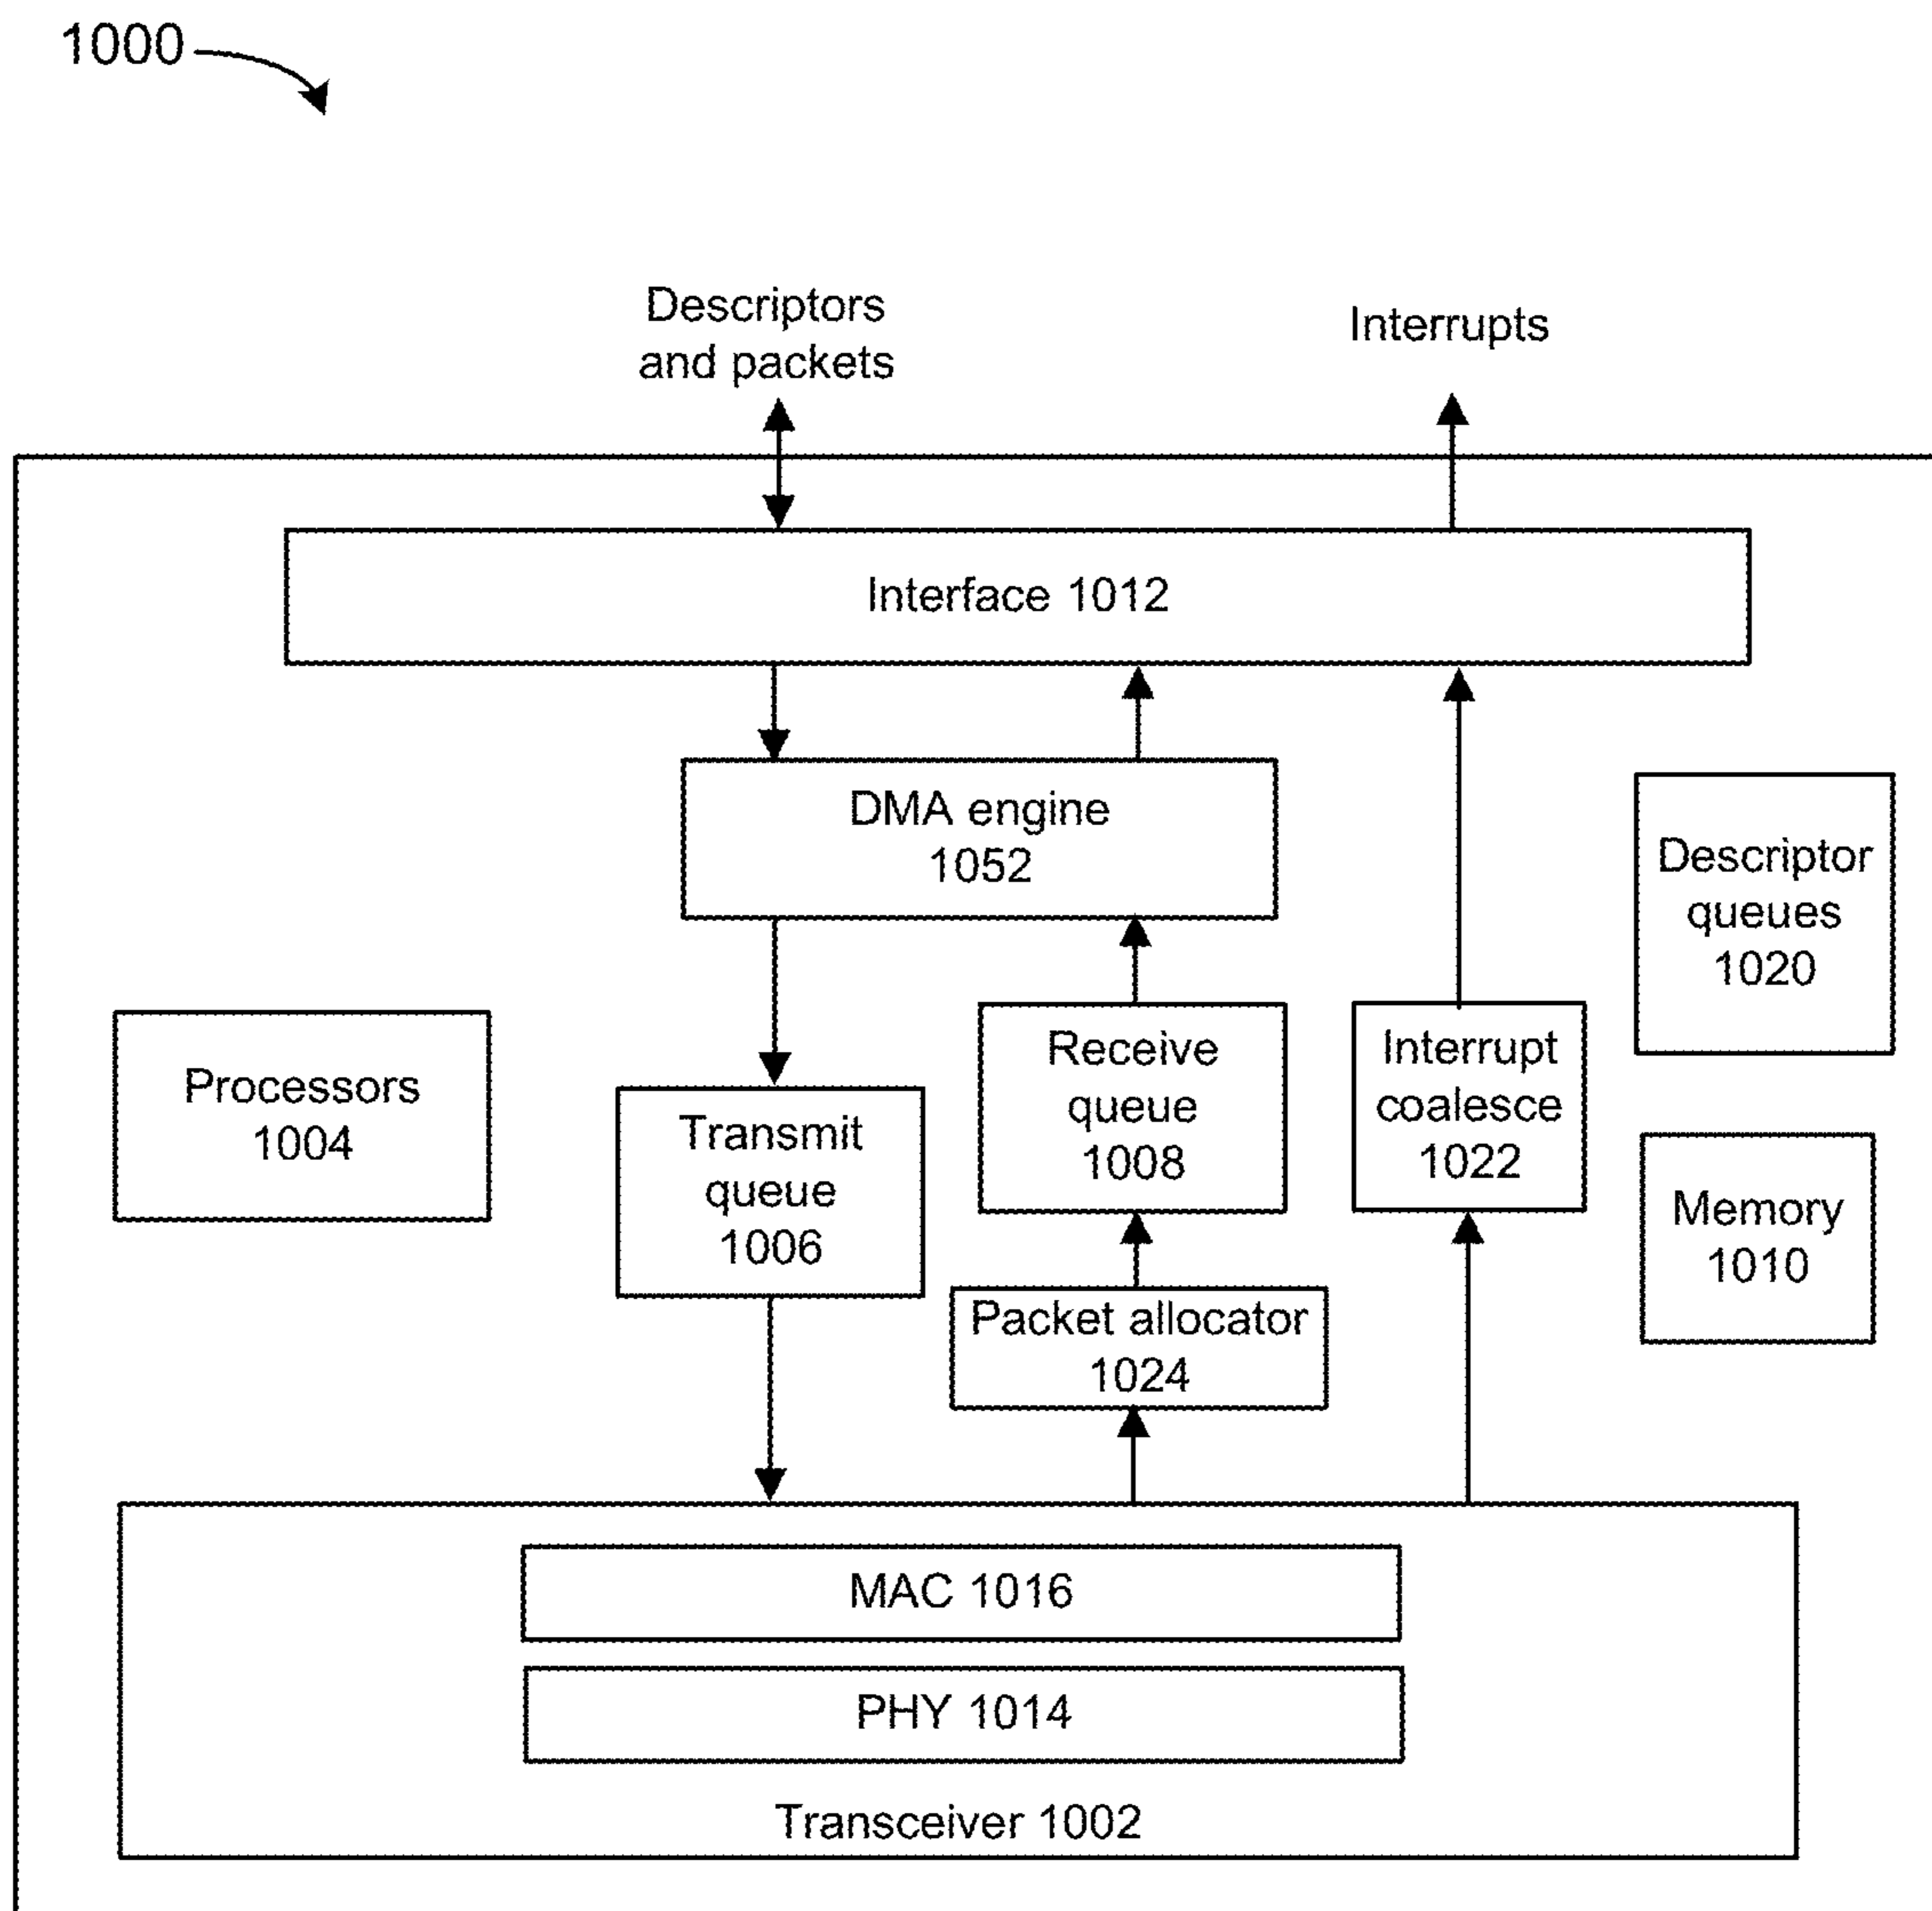 1000
Descriptors
and packets
Interrupts
Interface 1012
DMA engine
1052
Descriptor
queues
1020
Processors
1004
Transmit
queue
1006
Receive
queue
1008
Interrupt
coalesce
1022
Memory
1010
Packet allocator
1024
MAC 1016
PHY 1014
Transceiver 1002